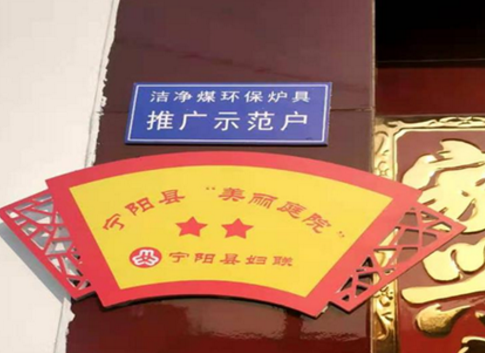 洁净煤环保炉具
推广示范户
宁阳县“美丽庭院”
宁阳县妇联